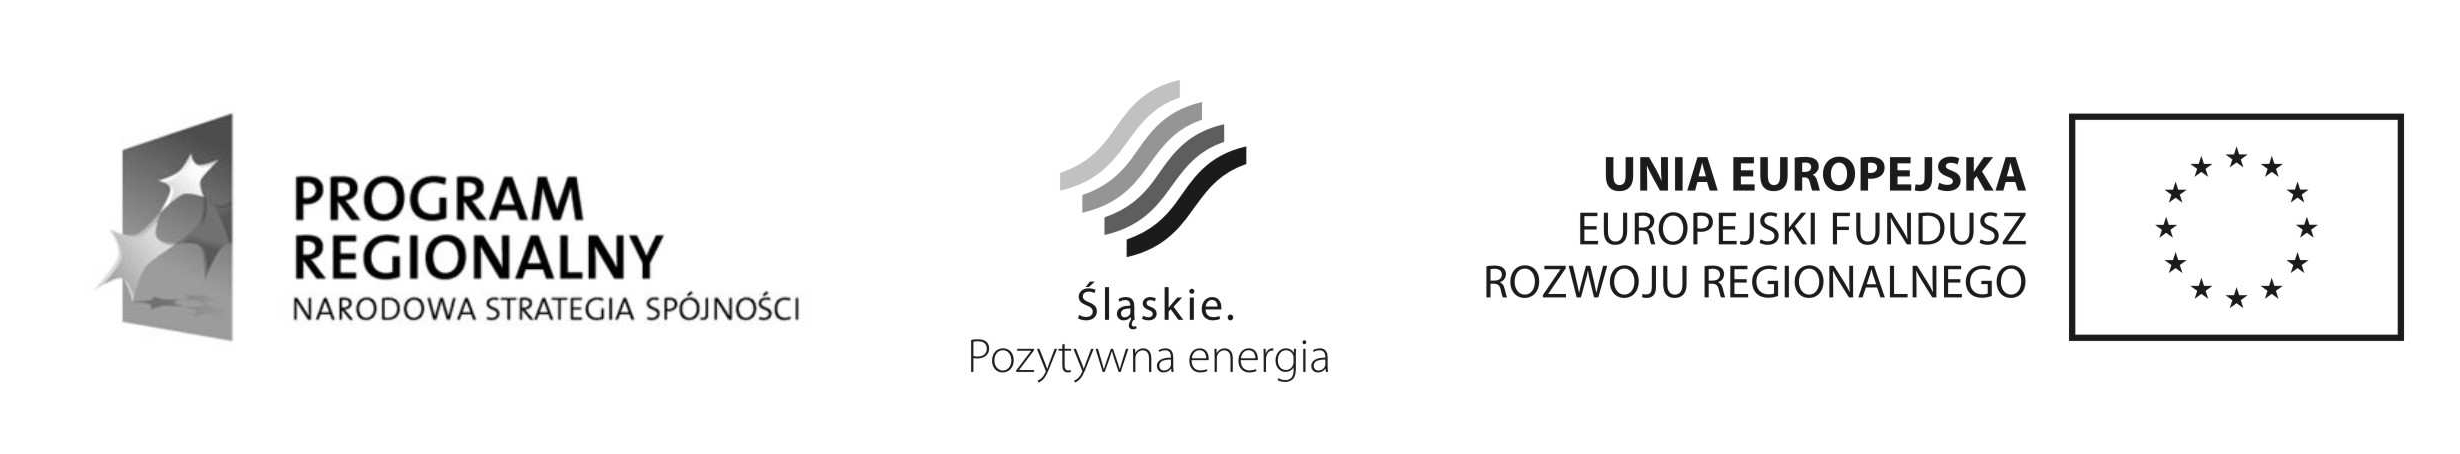 PROGRAM
REGIONALNY
NARODOWA STRATEGIA SPÓJNOŚCI
Śląskie.
Pozytywna energia
UNIA EUROPEJSKA
EUROPEJSKI FUNDUSZ
ROZWOJU REGIONALNEGO